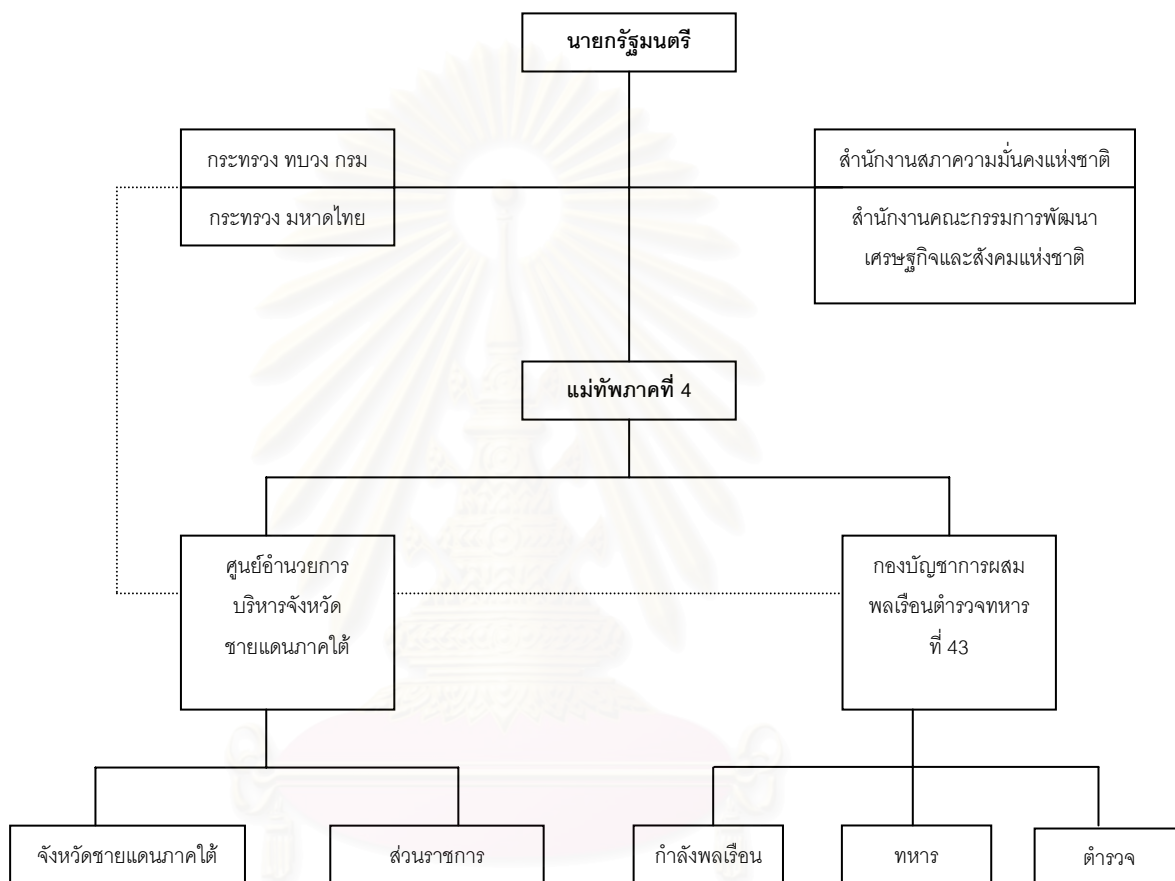 นายกรัฐมนตรี
กระทรวง ทบวง กรม
กระทรวง มหาดไทย
สำนักงานสภาความมั่นคงแห่งชาติ
สำนักงานคณะกรรมการพัฒนา
เศรษฐกิจและสังคมแห่งชาติ
แม่ทัพภาคที่ 4
ศูนย์อำนวยการ
บริหารจังหวัด
ชายแดนภาคใต้
กองบัญชาการผสม
พลเรือนตำรวจทหาร
ที่ 43
จังหวัดชายแดนภาคใต้
ส่วนราชการ
กำลังพลเรือน
ทหาร
ตำรวจ